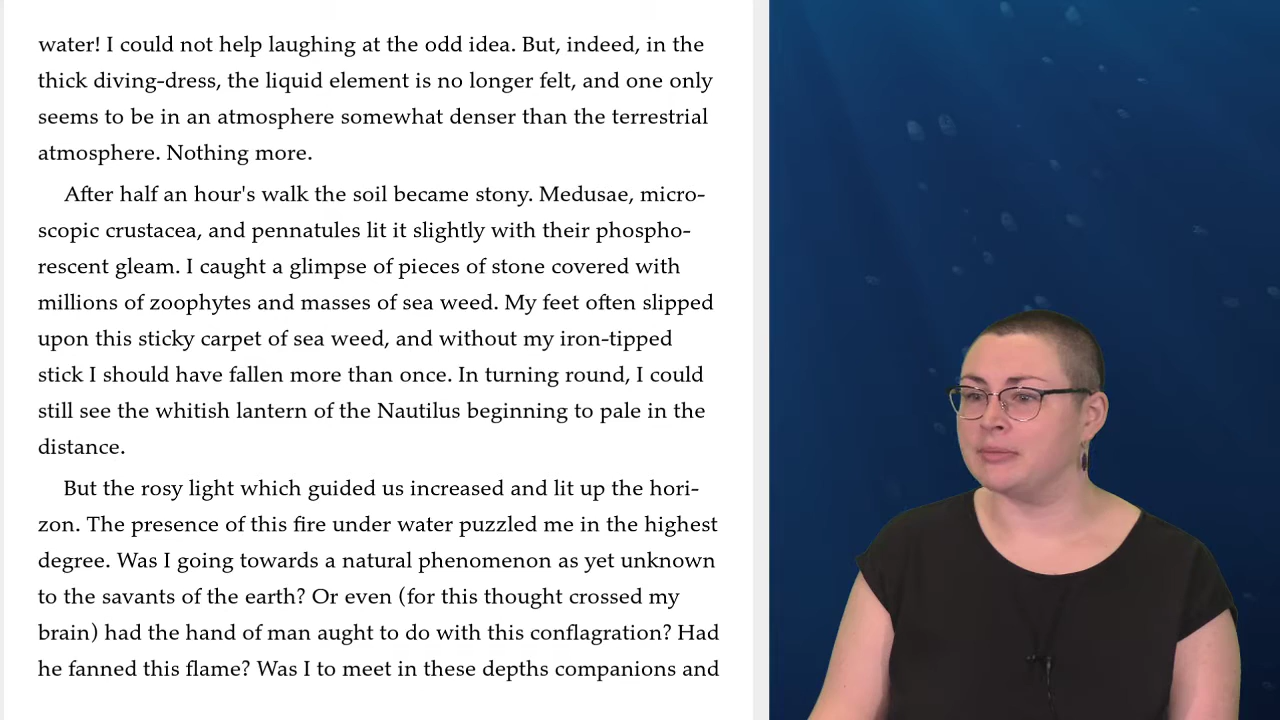 water! I could not help laughing at the odd idea. But, indeed, in the
thick diving-dress, the liquid element is no longer felt, and one only
seems to be in an atmosphere somewhat denser than the terrestrial
atmosphere. Nothing more.
After half an hour's walk the soil became stony. Medusae, micro-
scopic crustacea, and pennatules lit it slightly with their phospho-
rescent gleam. I caught a glimpse of pieces of stone covered with
millions of zoophytes and masses of sea weed. My feet often slipped
upon this sticky carpet of sea weed, and without my iron-tipped
stick I should have fallen more than once. In turning round, I could
still see the whitish lantern of the Nautilus beginning to pale in the
distance.
But the rosy light which guided us increased and lit up the hori-
zon. The presence of this fire under water puzzled me in the highest
degree. Was I going towards a natural phenomenon as yet unknown
to the savants of the earth? Or even (for this thought crossed my
brain) had the hand of man aught to do with this conflagration? Had
he fanned this flame? Was I to meet in these depths companions and